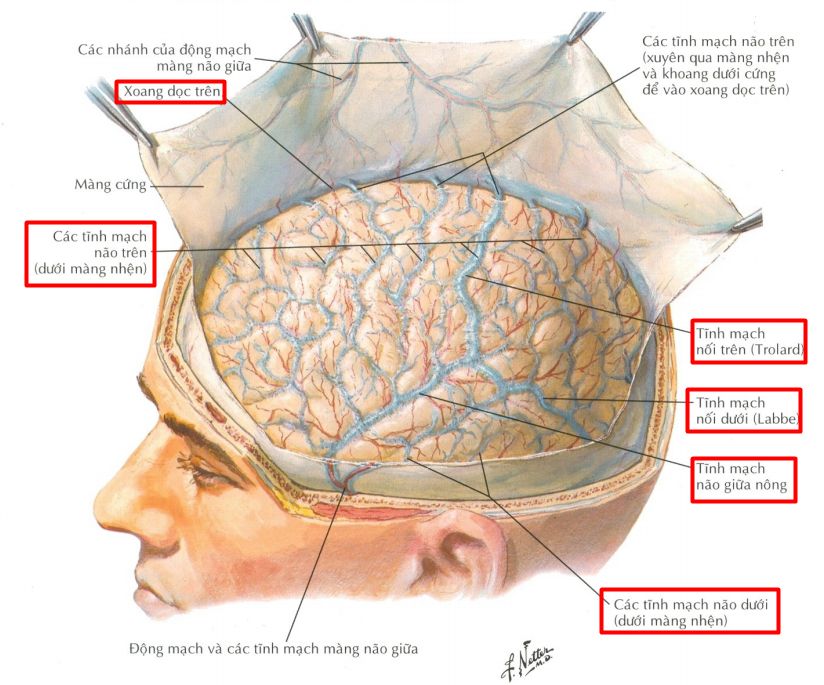 Các nhánh của động mạch
màng não giữa
Xoang dọc trên
Các tĩnh mạch não trên
(xuyên qua màng nhện
và khoang dưới cứng
để vào xoang dọc trên)
Màng cứng
Các tĩnh mạch
não trên
(dưới màng nhện)
Tĩnh mạch
nối trên (Trolard)
Tĩnh mạch
nối dưới (Labbe)
Tĩnh mạch
não giữa nông
Các tĩnh mạch não dưới
(dưới màng nhện)
Động mạch và các tĩnh mạch màng não giữa
F. Netter
M.D.